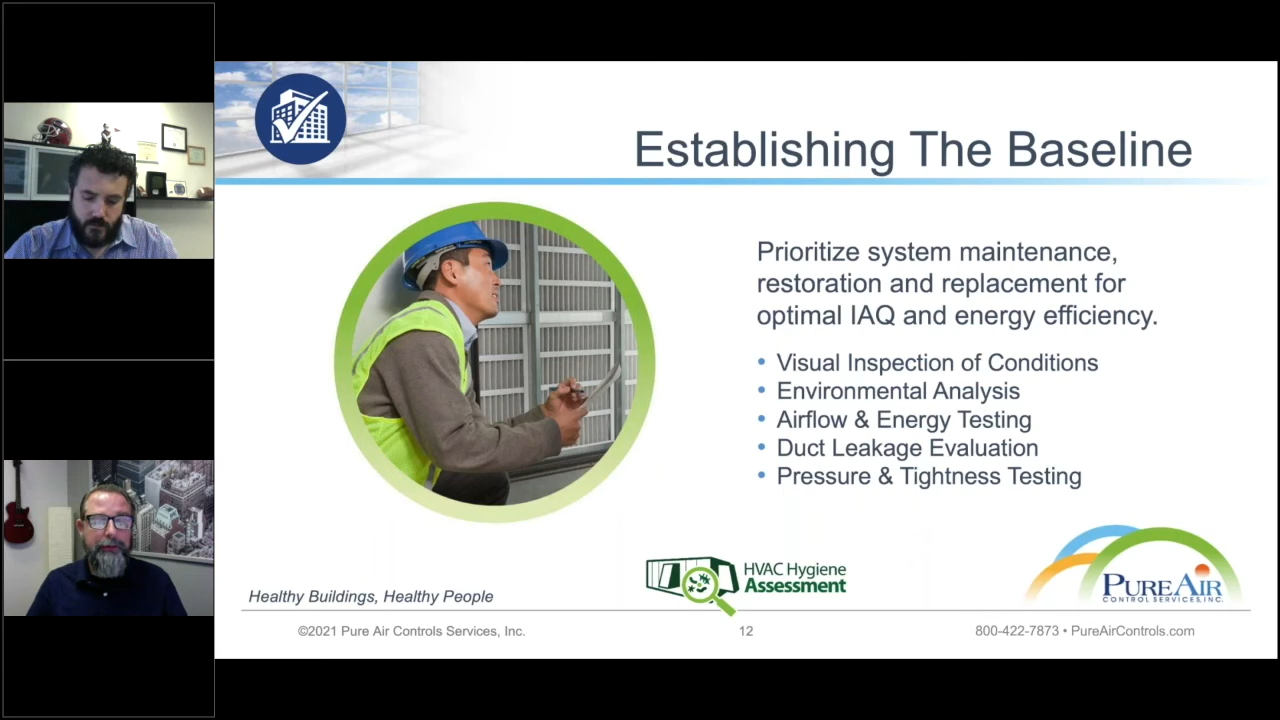 Establishing The Baseline
Prioritize system maintenance,
restoration and replacement for
optimal IAQ and energy efficiency.
• Visual Inspection of Conditions
• Environmental Analysis
• Airflow & Energy Testing
• Duct Leakage Evaluation
• Pressure & Tightness Testing
HVAC Hygiene
Assessment
PURE AIR
CONTROL SERVICES, INC.
Healthy Buildings, Healthy People
©2021 Pure Air Controls Services, Inc.
12
800-422-7873 • PureAirControls.com